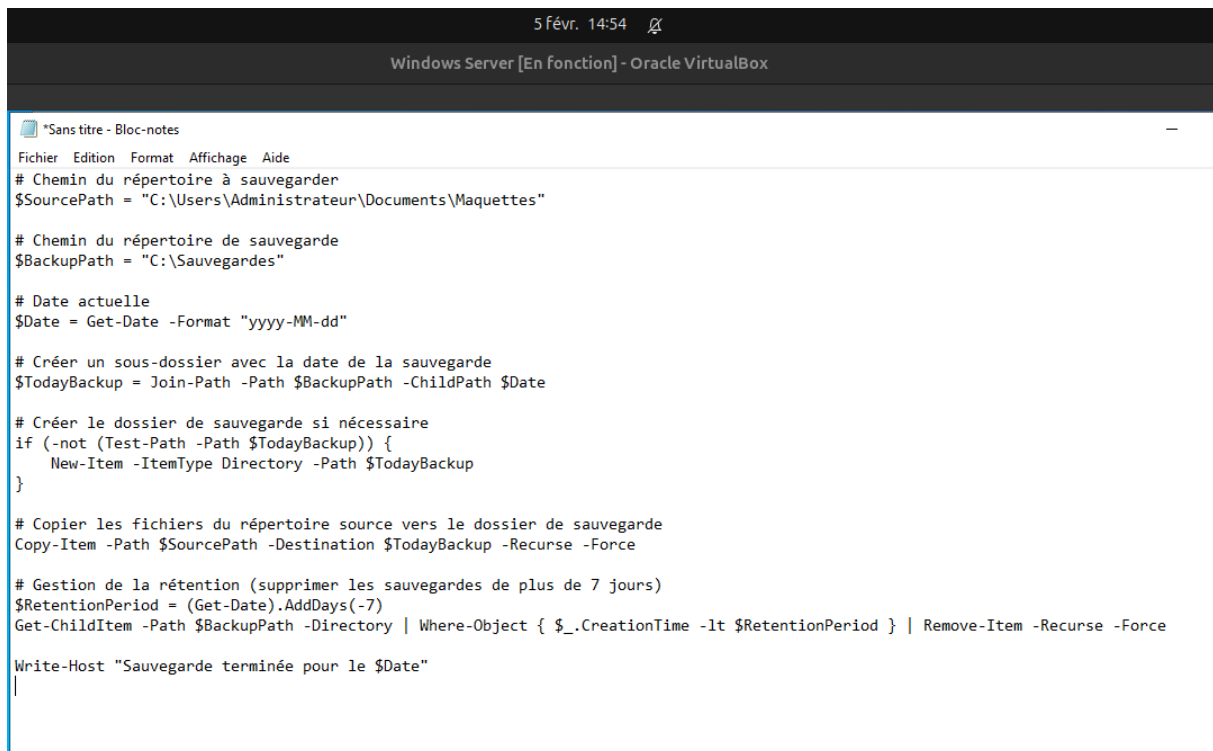 5 févr. 14:54
Windows Server [En fonction] - Oracle VirtualBox
*Sans titre - Bloc-notes
Fichier Edition Format Affichage Aide
# Chemin du répertoire à sauvegarder
$SourcePath = "C:\Users\Administrateur\Documents\Maquettes"
# Chemin du répertoire de sauvegarde
$BackupPath = "C:\Sauvegardes"
# Date actuelle
$Date = Get-Date -Format "yyyy-MM-dd"
# Créer un sous-dossier avec la date de la sauvegarde
$TodayBackup = Join-Path -Path $BackupPath -ChildPath $Date
# Créer le dossier de sauvegarde si nécessaire
if (-not (Test-Path -Path $TodayBackup)) {
    New-Item -ItemType Directory -Path $TodayBackup
}
# Copier les fichiers du répertoire source vers le dossier de sauvegarde
Copy-Item -Path $SourcePath -Destination $TodayBackup -Recurse -Force
# Gestion de la rétention (supprimer les sauvegardes de plus de 7 jours)
$RetentionPeriod = (Get-Date).AddDays(-7)
Get-ChildItem -Path $BackupPath -Directory | Where-Object { $_.CreationTime -lt $RetentionPeriod } | Remove-Item -Recurse -Force
Write-Host "Sauvegarde terminée pour le $Date"